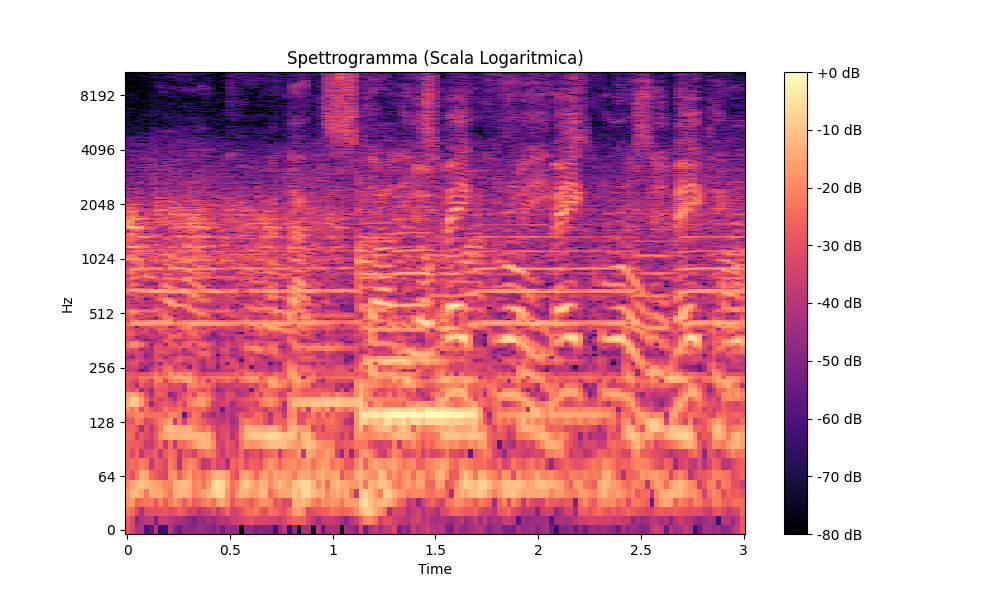 Spettrogramma (Scala Logaritmica)
8192
4096
2048
1024
512
256
128
64
0
Hz
0
0.5
1
1.5
2
2.5
3
Time
+0 dB
-10 dB
-20 dB
-30 dB
-40 dB
-50 dB
-60 dB
-70 dB
-80 dB